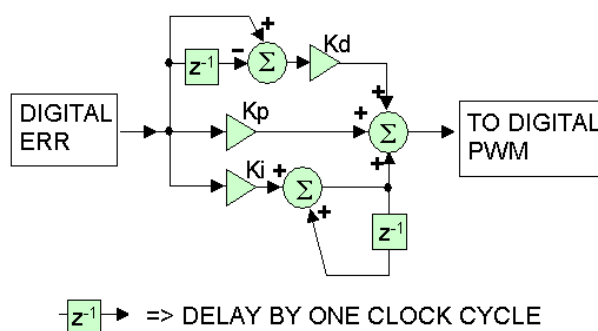 +
Kd
z⁻¹
−
Σ
+
DIGITAL
ERR
Kp
+
Σ
TO DIGITAL
PWM
Ki
+
Σ
+
+
z⁻¹
z⁻¹ => DELAY BY ONE CLOCK CYCLE